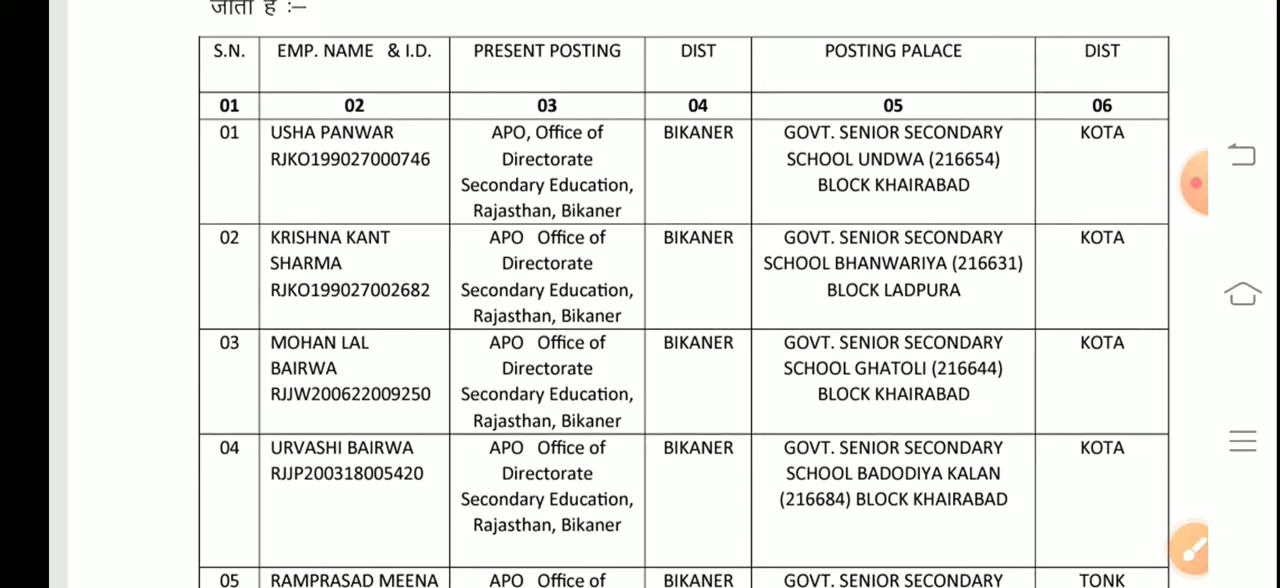 जाता है :–
S.N. EMP. NAME & I.D. PRESENT POSTING DIST POSTING PALACE DIST
01 02 03 04 05 06
01 USHA PANWAR APO, Office of BIKANER GOVT. SENIOR SECONDARY KOTA
RJKO199027000746 Directorate SCHOOL UNDWA (216654)
Secondary Education, BLOCK KHAIRABAD
Rajasthan, Bikaner
02 KRISHNA KANT APO Office of BIKANER GOVT. SENIOR SECONDARY KOTA
SHARMA Directorate SCHOOL BHANWARIYA (216631)
RJKO199027002682 Secondary Education, BLOCK LADPURA
Rajasthan, Bikaner
03 MOHAN LAL APO Office of BIKANER GOVT. SENIOR SECONDARY KOTA
BAIRWA Directorate SCHOOL GHATOLI (216644)
RJJW200622009250 Secondary Education, BLOCK KHAIRABAD
Rajasthan, Bikaner
04 URVASHI BAIRWA APO Office of BIKANER GOVT. SENIOR SECONDARY KOTA
RJJP200318005420 Directorate SCHOOL BADODIYA KALAN
Secondary Education, (216684) BLOCK KHAIRABAD
Rajasthan, Bikaner
05 RAMPRASAD MEENA APO Office of BIKANER GOVT. SENIOR SECONDARY TONK